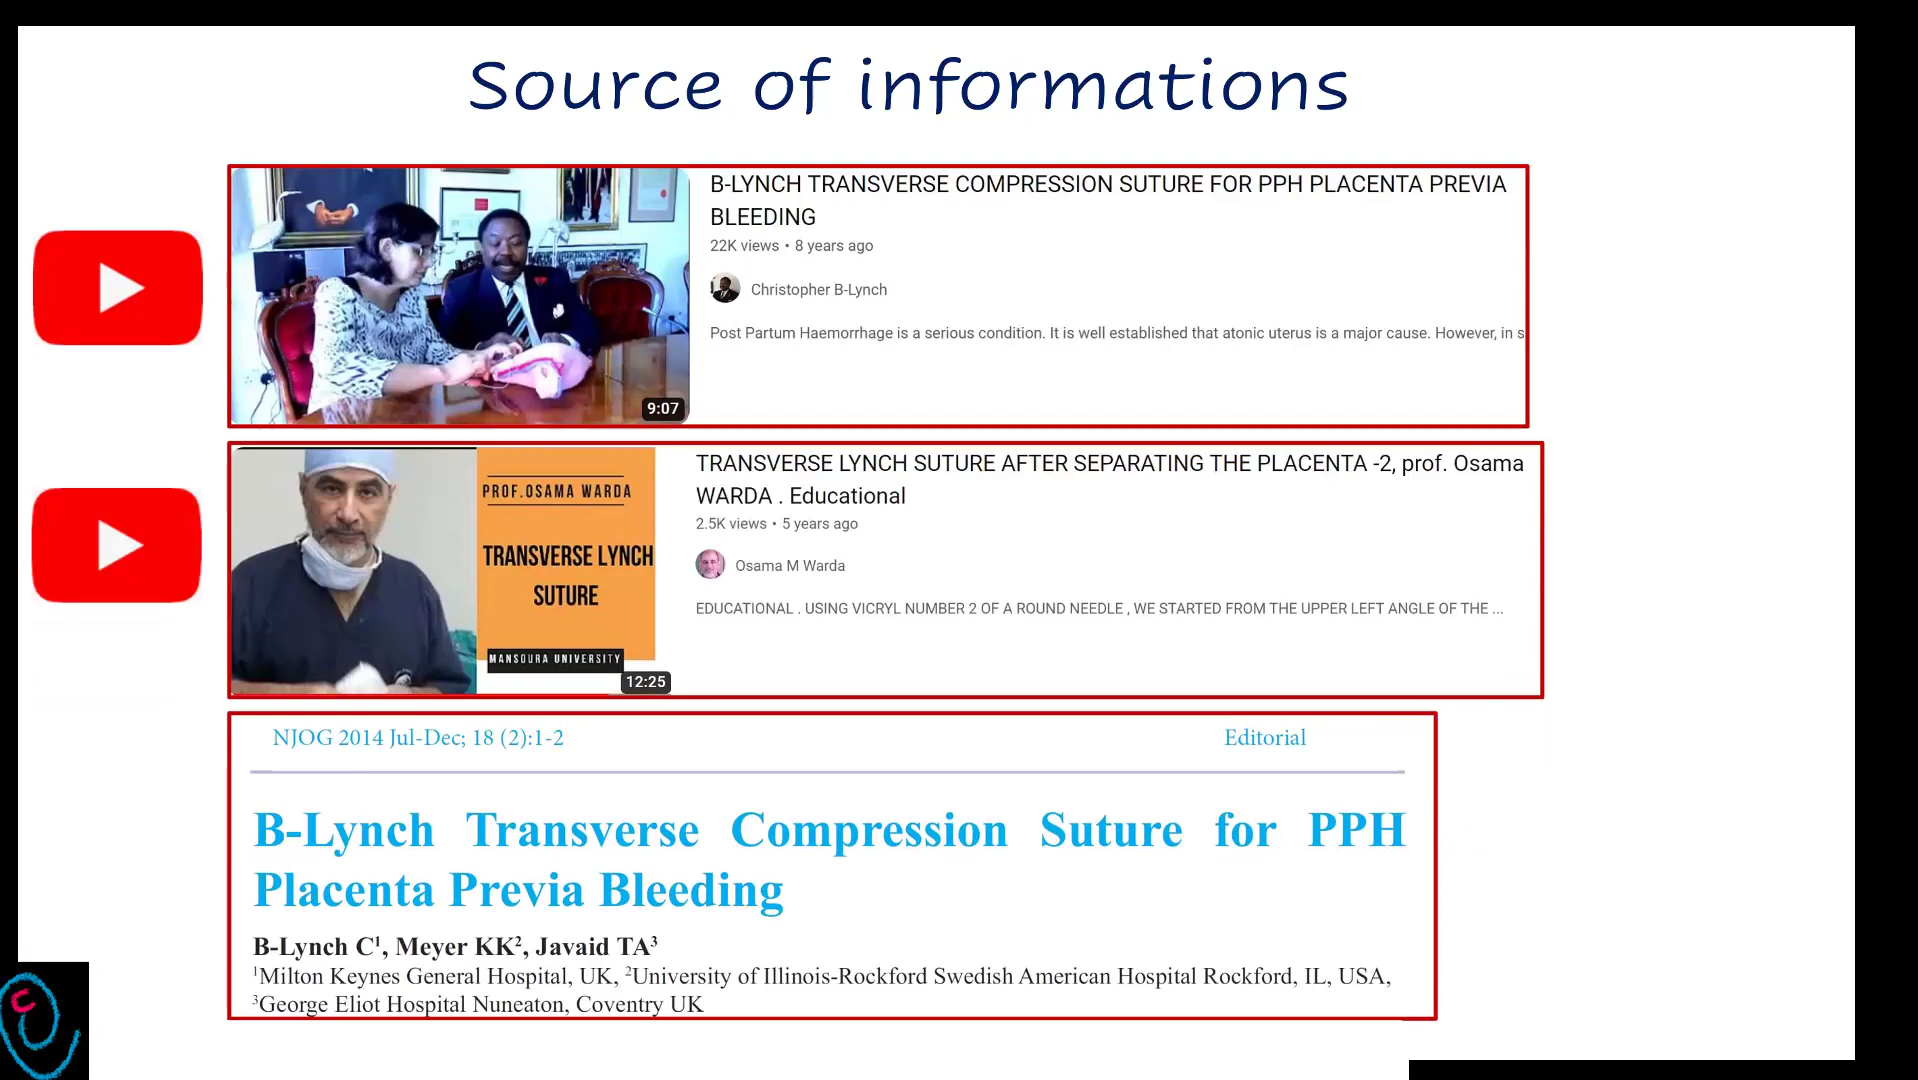 Source of informations
B-LYNCH TRANSVERSE COMPRESSION SUTURE FOR PPH PLACENTA PREVIA
BLEEDING
22K views • 8 years ago
Christopher B-Lynch
Post Partum Haemorrhage is a serious condition. It is well established that atonic uterus is a major cause. However, in s
9:07
PROF.OSAMA WARDA
TRANSVERSE LYNCH
SUTURE
MANSOURA UNIVERSITY
12:25
TRANSVERSE LYNCH SUTURE AFTER SEPARATING THE PLACENTA -2, prof. Osama
WARDA . Educational
2.5K views • 5 years ago
Osama M Warda
EDUCATIONAL . USING VICRYL NUMBER 2 OF A ROUND NEEDLE , WE STARTED FROM THE UPPER LEFT ANGLE OF THE ...
NJOG 2014 Jul-Dec; 18 (2):1-2 Editorial
B-Lynch Transverse Compression Suture for PPH
Placenta Previa Bleeding
B-Lynch C¹, Meyer KK², Javaid TA³
¹Milton Keynes General Hospital, UK, ²University of Illinois-Rockford Swedish American Hospital Rockford, IL, USA,
³George Eliot Hospital Nuneaton, Coventry UK